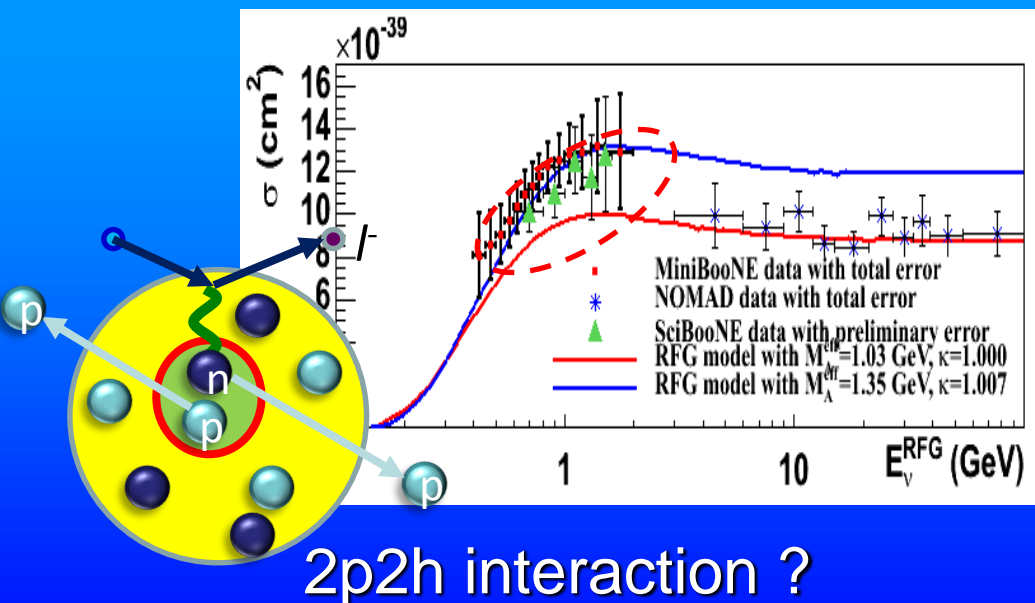 ×10⁻³⁹
σ (cm²)
16
14
12
10
8
6
MiniBooNE data with total error
NOMAD data with total error
SciBooNE data with preliminary error
RFG model with M_A^eff=1.03 GeV, κ=1.000
RFG model with M_A^eff=1.35 GeV, κ=1.007
1
10
E_ν^RFG (GeV)
l⁻
p
n
p
p
2p2h interaction ?